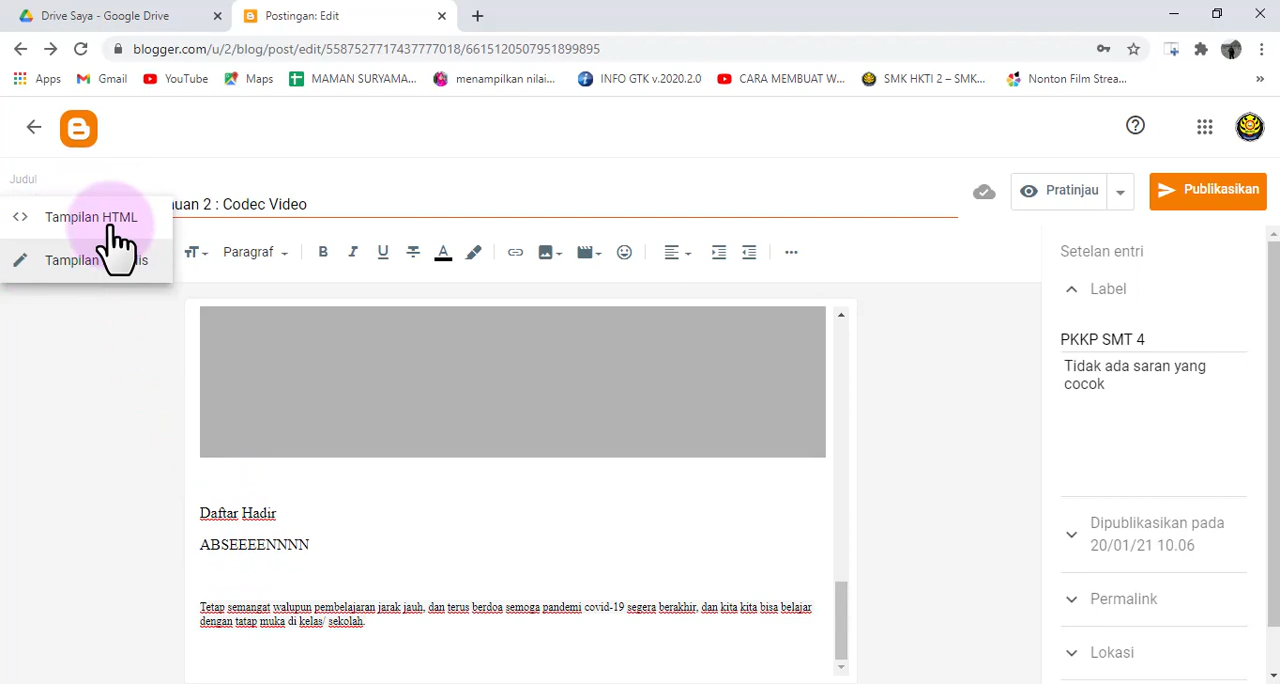 Drive Saya - Google Drive
Postingan: Edit
blogger.com/u/2/blog/post/edit/5587527717437777018/6615120507951899895
Apps
Gmail
YouTube
Maps
MAMAN SURYAMA...
menampilkan nilai...
INFO GTK v.2020.2.0
CARA MEMBUAT W...
SMK HKTI 2 – SMK...
Nonton Film Strea...
Judul
uan 2 : Codec Video
Pratinjau
Publikasikan
Tampilan HTML
Tampilan
Paragraf
B I U A
Setelan entri
Label
PKKP SMT 4
Tidak ada saran yang
cocok
Dipublikasikan pada
20/01/21 10.06
Permalink
Lokasi
Daftar Hadir
ABSEEEENNNN
Tetap semangat walupun pembelajaran jarak jauh, dan terus berdoa semoga pandemi covid-19 segera berakhir, dan kita kita bisa belajar
dengan tatap muka di kelas/ sekolah.